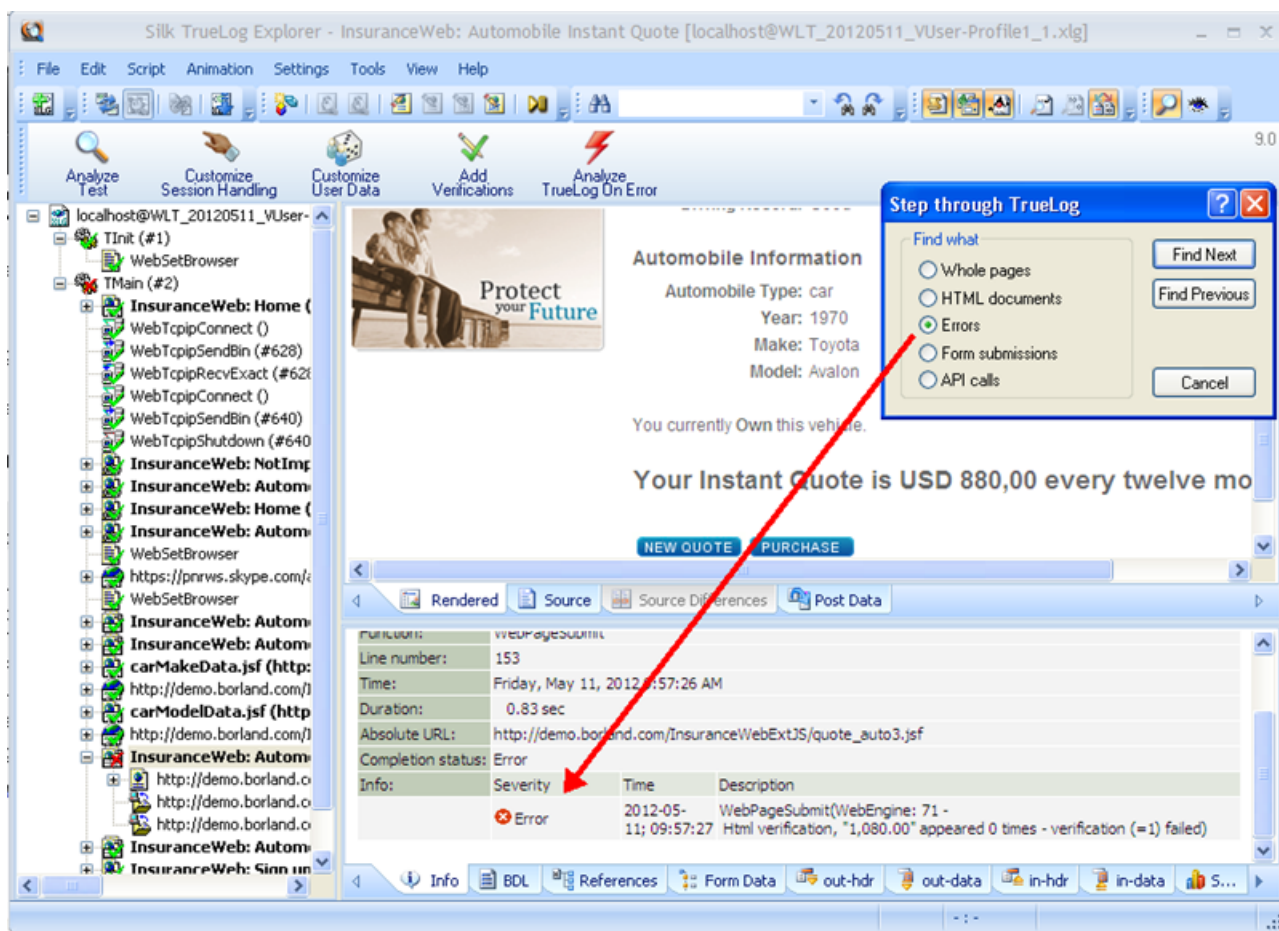 Silk TrueLog Explorer - InsuranceWeb: Automobile Instant Quote [localhost@WLT_20120511_VUser-Profile1_1.xlg]
File Edit Script Animation Settings Tools View Help
9.0
Analyze Test
Customize Session Handling
Customize User Data
Add Verifications
Analyze TrueLog On Error
localhost@WLT_20120511_VUser-
TInit (#1)
WebSetBrowser
TMain (#2)
InsuranceWeb: Home (
WebTcpipConnect ()
WebTcpipSendBin (#628)
WebTcpipRecvExact (#628
WebTcpipConnect ()
WebTcpipSendBin (#640)
WebTcpipShutdown (#640
InsuranceWeb: NotImp
InsuranceWeb: Autom
InsuranceWeb: Home (
InsuranceWeb: Autom
WebSetBrowser
https://pnrws.skype.com/a
WebSetBrowser
InsuranceWeb: Autom
InsuranceWeb: Autom
carMakeData.jsf (http:
http://demo.borland.com/I
carModelData.jsf (http
http://demo.borland.com/I
InsuranceWeb: Autom
http://demo.borland.c
http://demo.borland.c
http://demo.borland.c
InsuranceWeb: Autom
InsuranceWeb: Sign up
Protect
your Future
Automobile Information
Automobile Type: car
Year: 1970
Make: Toyota
Model: Avalon
You currently Own this vehicle.
Your Instant Quote is USD 880,00 every twelve mo
NEW QUOTE PURCHASE
Step through TrueLog
Find what
Whole pages
HTML documents
Errors
Form submissions
API calls
Find Next
Find Previous
Cancel
Rendered Source Source Differences Post Data
Function: WebPageSubmit
Line number: 153
Time: Friday, May 11, 2012 9:57:26 AM
Duration: 0.83 sec
Absolute URL: http://demo.borland.com/InsuranceWebExtJS/quote_auto3.jsf
Completion status: Error
Info: Severity Time Description
Error 2012-05-11; 09:57:27 WebPageSubmit(WebEngine: 71 -
Html verification, "1,080.00" appeared 0 times - verification (=1) failed)
Info BDL References Form Data out-hdr out-data in-hdr in-data S...
- : -